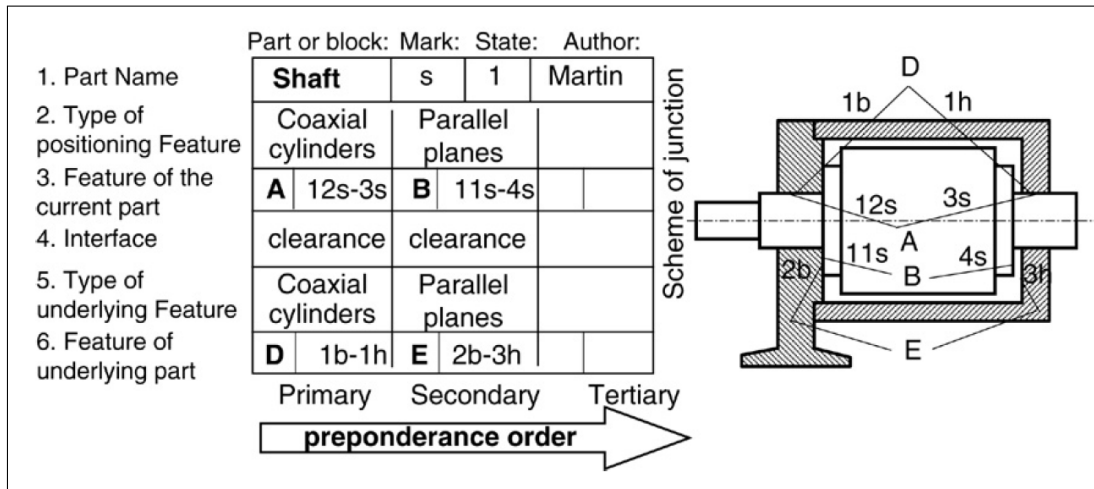 Part or block: Mark: State: Author:
1. Part Name
Shaft s 1 Martin
2. Type of
positioning Feature
Coaxial
cylinders
Parallel
planes
3. Feature of the
current part
A 12s-3s B 11s-4s
4. Interface
clearance clearance
5. Type of
underlying Feature
Coaxial
cylinders
Parallel
planes
6. Feature of
underlying part
D 1b-1h E 2b-3h
Primary Secondary Tertiary
preponderance order
Scheme of junction
D
1b 1h
12s 3s
A
11s 4s
B
2b 3h
E